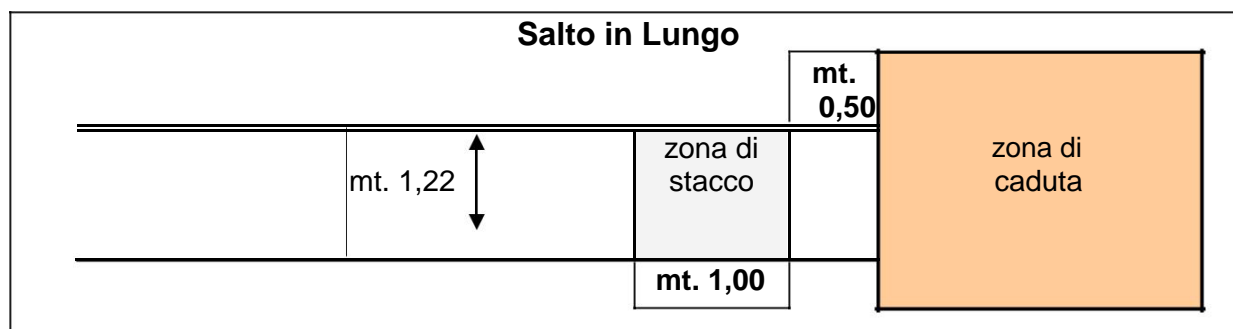 Salto in Lungo
mt.
0,50
zona di
stacco
zona di
caduta
mt. 1,22
mt. 1,00